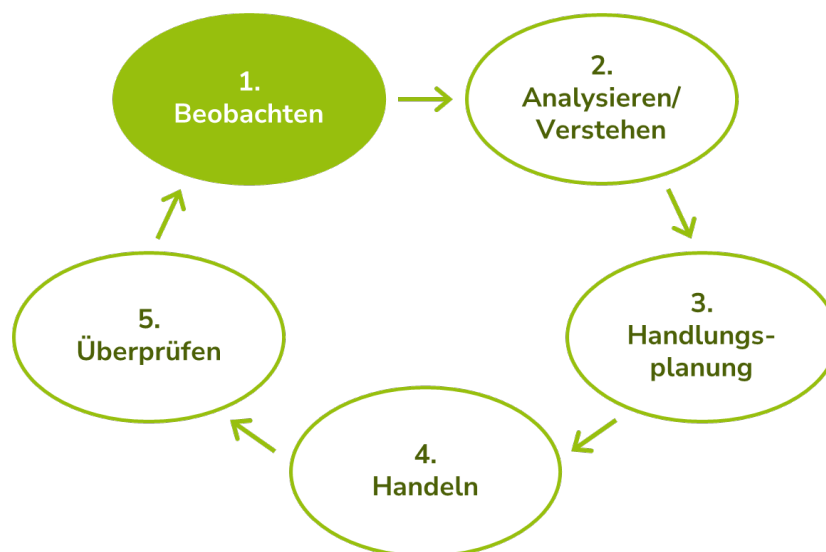 1.
Beobachten
2.
Analysieren/
Verstehen
3.
Handlungs-
planung
4.
Handeln
5.
Überprüfen